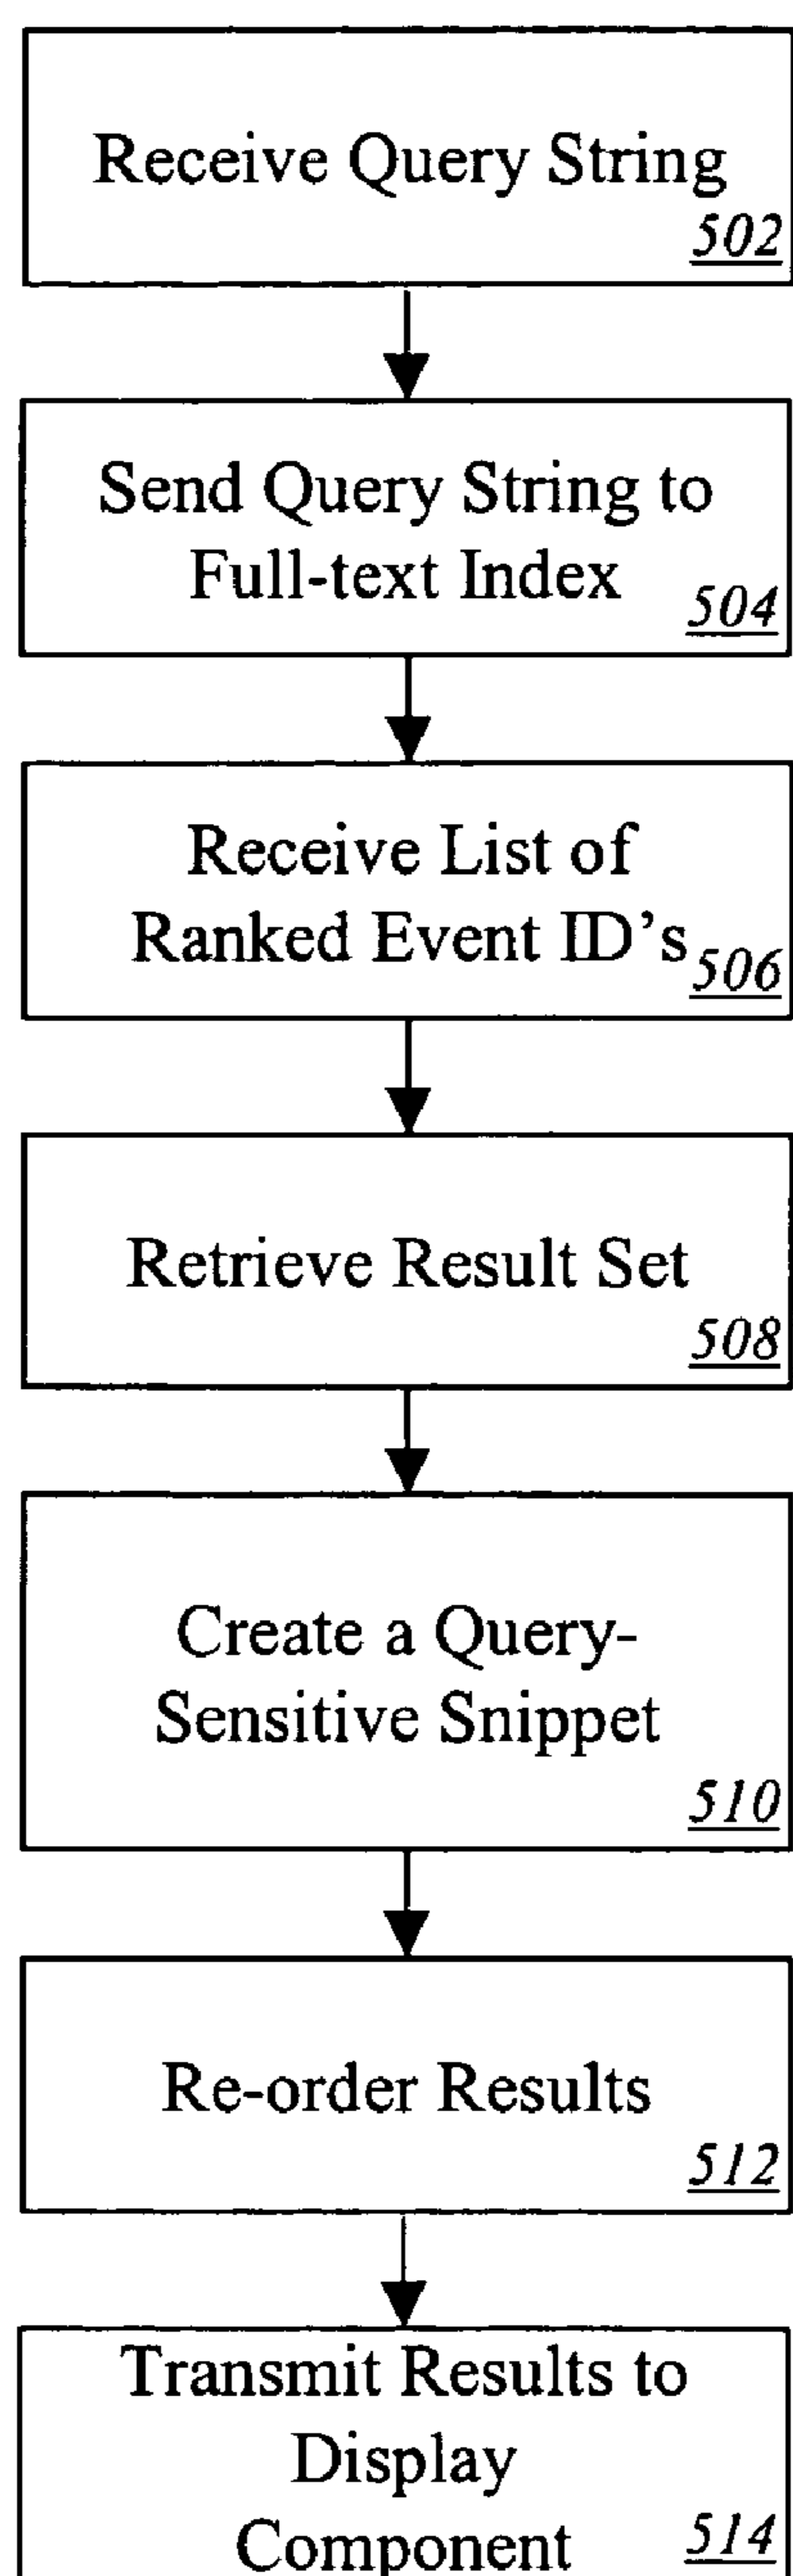 Receive Query String
502
Send Query String to
Full-text Index
504
Receive List of
Ranked Event ID's
506
Retrieve Result Set
508
Create a Query-
Sensitive Snippet
510
Re-order Results
512
Transmit Results to
Display
Component
514